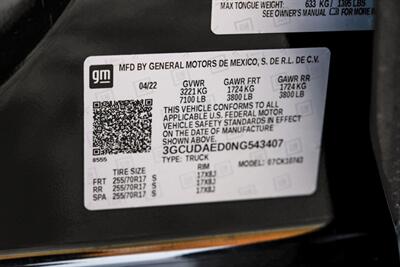 MAX TONGUE WEIGHT: 633 KG / 1395 LBS
SEE OWNER'S MANUAL FOR MORE
gm
MFD BY GENERAL MOTORS DE MEXICO, S. DE R.L. DE C.V.
04/22 GVWR GAWR FRT GAWR RR
3221 KG 1724 KG 1724 KG
7100 LB 3800 LB 3800 LB
THIS VEHICLE CONFORMS TO ALL
APPLICABLE U.S. FEDERAL MOTOR
VEHICLE SAFETY STANDARDS IN EFFECT
ON THE DATE OF MANUFACTURE
SHOWN ABOVE.
3GCUDAED0NG543407
8555 TYPE: TRUCK MODEL: 07CK10743
TIRE SIZE RIM
FRT 255/70R17 S 17X8J
RR 255/70R17 S 17X8J
SPA 255/70R17 S 17X8J